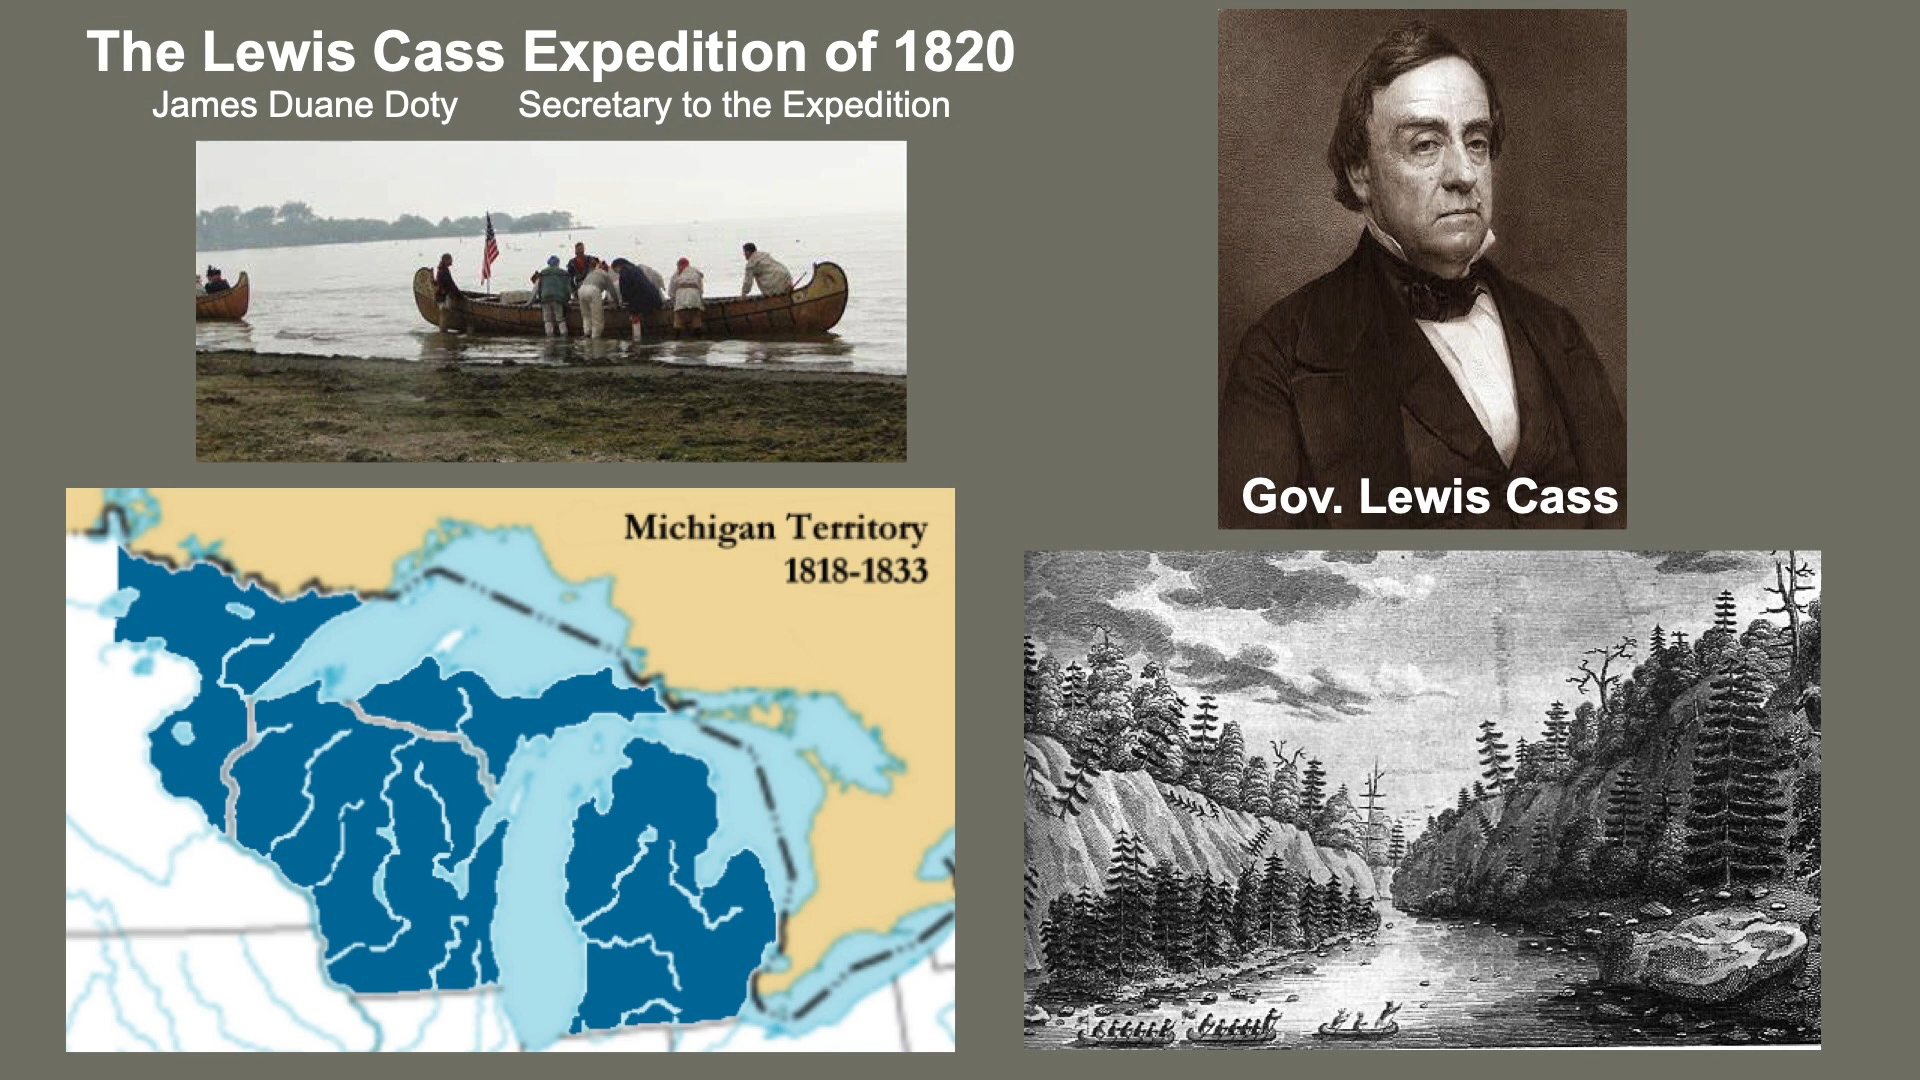 The Lewis Cass Expedition of 1820
James Duane Doty Secretary to the Expedition
Gov. Lewis Cass
Michigan Territory
1818-1833